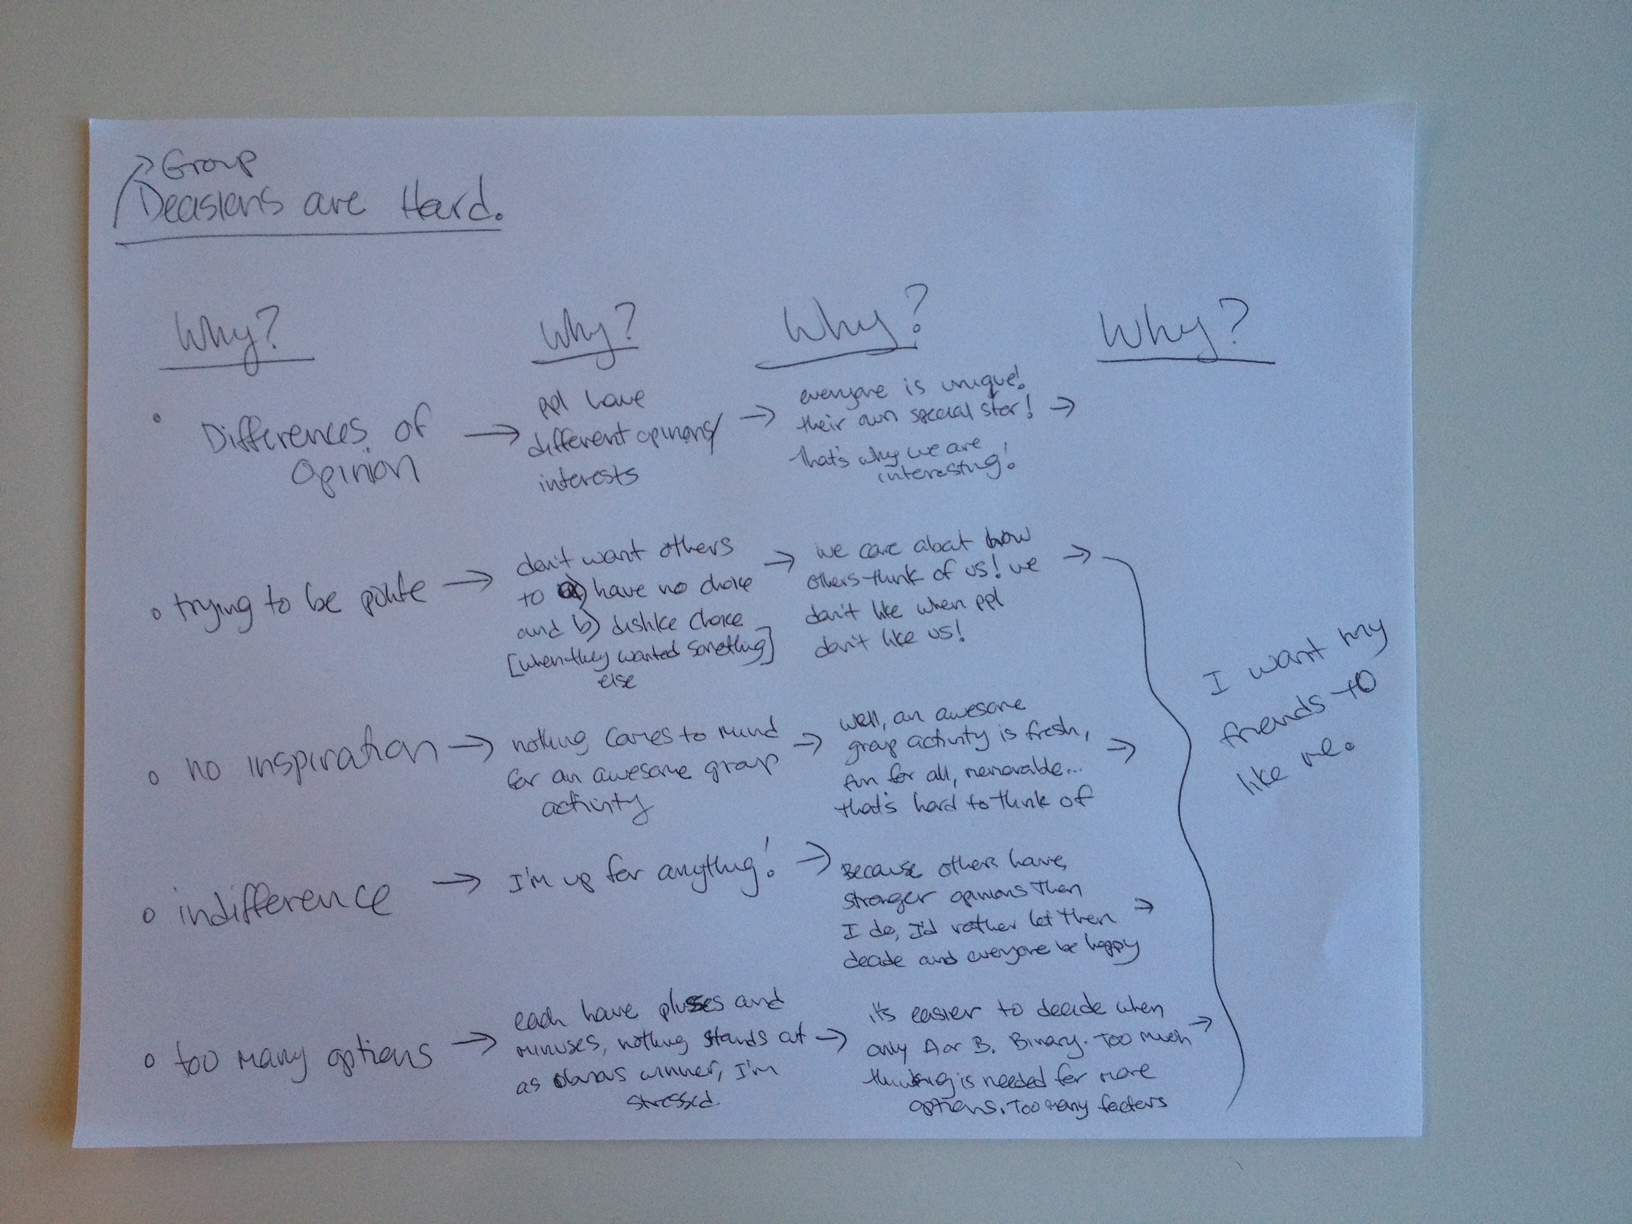 Group
Decisions are Hard.
Why?
Why?
Why?
Why?
Differences of
Opinion
→ ppl have
different opinions/
interests
→ everyone is unique!
their own special star! →
that's why we are
interesting!
trying to be polite →
don't want others
to a) have no choice
and b) dislike choice
[when they wanted something]
else
→ we care about how
others think of us! we →
don't like when ppl
don't like us!
no inspiration →
nothing comes to mind
for an awesome group
activity
→ well, an awesome
group activity is fresh, →
fun for all, memorable...
that's hard to think of
indifference →
I'm up for anything! →
because others have
stronger opinions than
I do, I'd rather let them →
decide and everyone be happy
too many options →
each have plusses and
minuses, nothing stands out →
as obvious winner, I'm
stressed.
its easier to decide when
only A or B. Binary. Too much →
thinking is needed for more
options. Too many factors
I want my
friends to
like me.